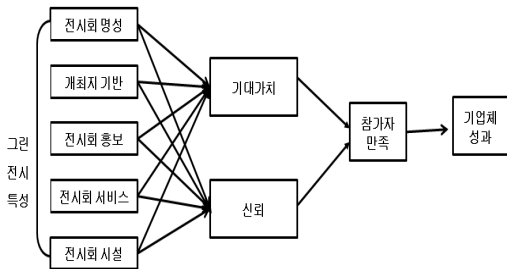 전시회 명성
개최지 기반
그린
전시
특성
전시회 홍보
전시회 서비스
전시회 시설
기대가치
신뢰
참가자
만족
기업체
성과